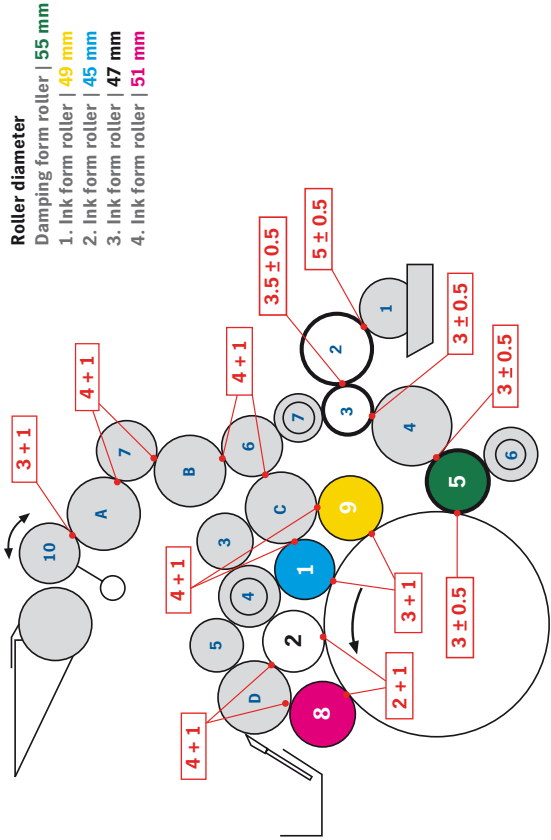 Roller diameter
Damping form roller | 55 mm
1. Ink form roller | 49 mm
2. Ink form roller | 45 mm
3. Ink form roller | 47 mm
4. Ink form roller | 51 mm
3 + 1
10
4 + 1
A
7
4 + 1
B
4 + 1
5
3
4 + 1
4
6
D
3.5 ± 0.5
C
2
7
1
5 ± 0.5
8
2
3
9
1
2 + 1
3 + 1
4
5
3 ± 0.5
3 ± 0.5
3 ± 0.5
6